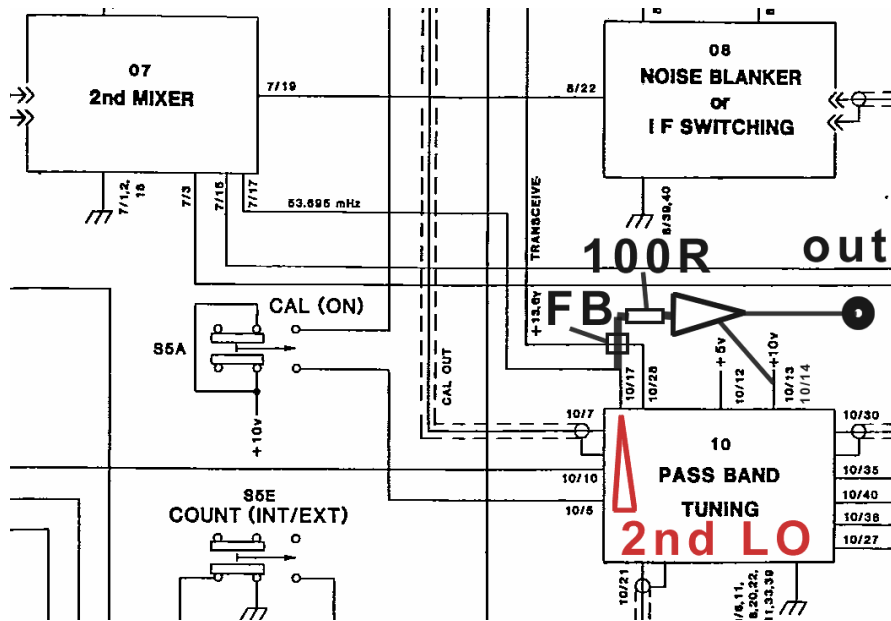 07
2nd MIXER
7/19
8/22
08
NOISE BLANKER
or
IF SWITCHING
7/1,2,
18
7/3
7/15
7/17
53.695 mHz
+13.6v TRANSCEIVE
8/39,40
100R
out
FB
CAL (ON)
S5A
+10v
CAL OUT
10/17
10/28
+5v
10/12
+10v
10/13
10/14
10/7
10/30
10
PASS BAND
TUNING
10/10
10/5
10/35
10/40
10/36
10/27
2nd LO
S5E
COUNT (INT/EXT)
10/21